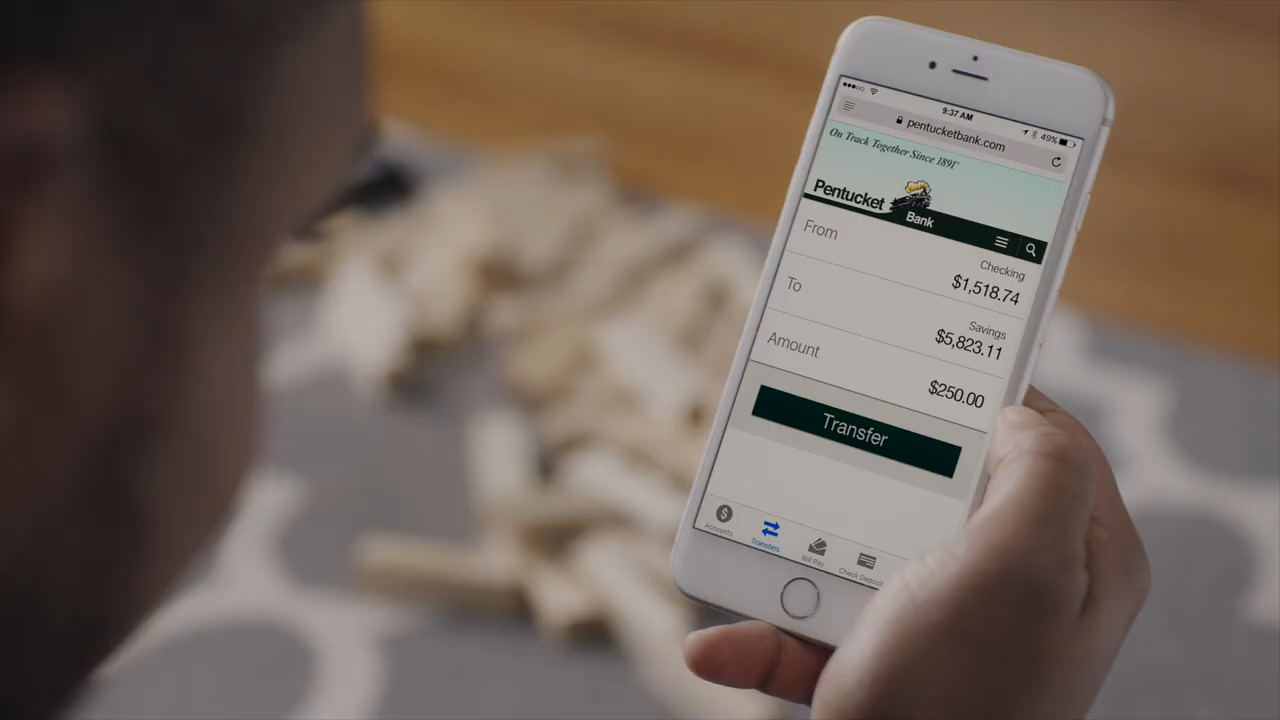 9:37 AM
49%
pentucketbank.com
On Track Together Since 1891
Pentucket
Bank
From
Checking
$1,518.74
To
Savings
$5,823.11
Amount
$250.00
Transfer
Accounts
Transfers
Bill Pay
Check Deposit